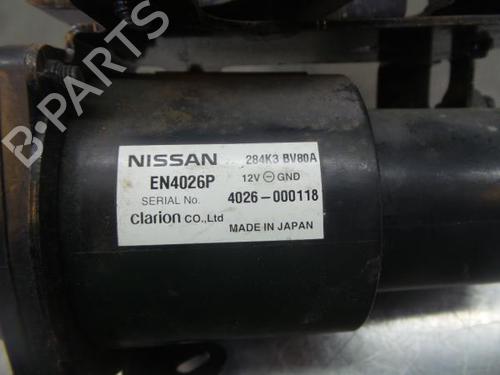 NISSAN 284K3 BV80A
EN4026P 12V ⊖ GND
SERIAL No. 4026-000118
Clarion CO.,Ltd MADE IN JAPAN
B-PARTS